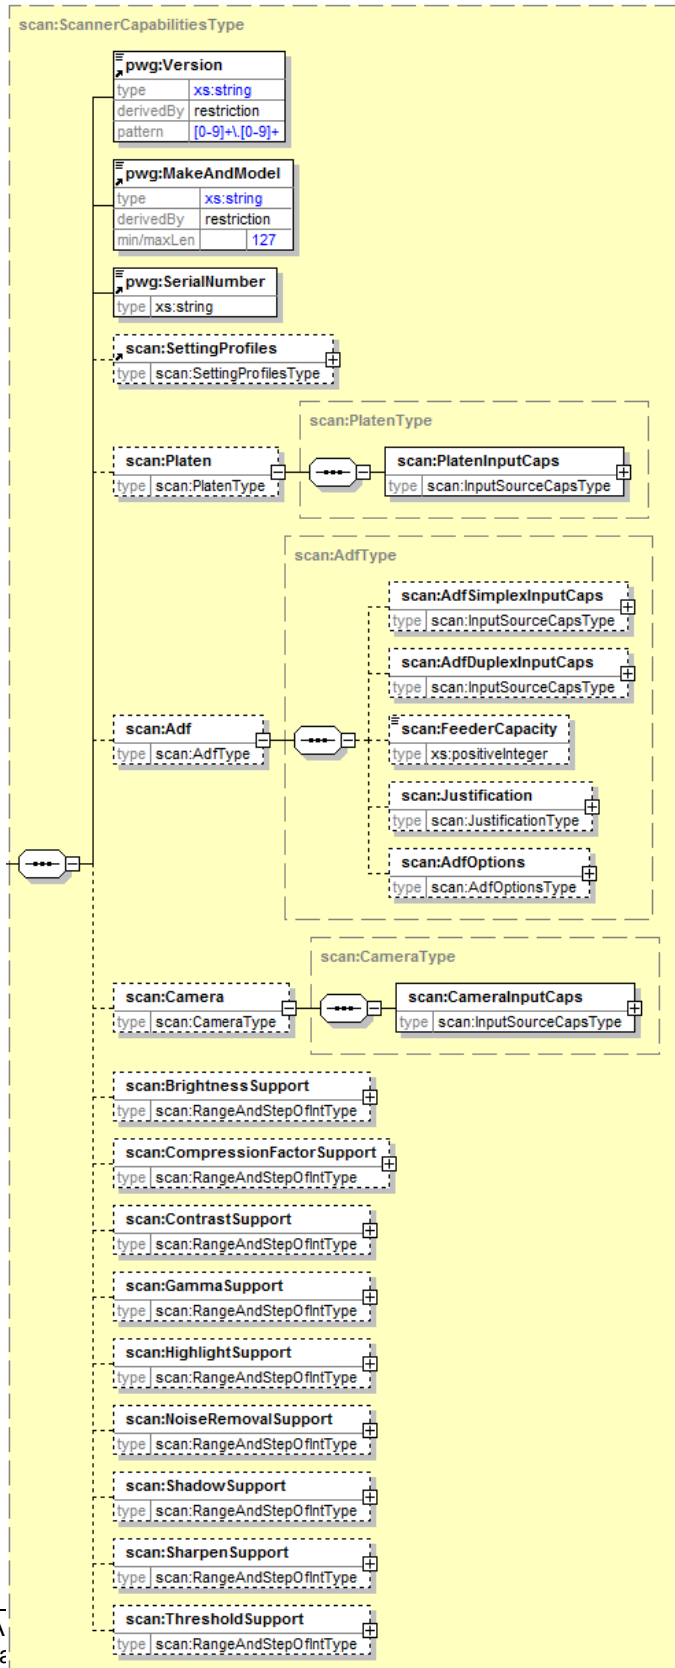 scan:ScannerCapabilitiesType
pwg:Version
type xs:string
derivedBy restriction
pattern [0-9]+\.[0-9]+
pwg:MakeAndModel
type xs:string
derivedBy restriction
min/maxLen 127
pwg:SerialNumber
type xs:string
scan:SettingProfiles
type scan:SettingProfilesType
scan:PlatenType
scan:Platen
type scan:PlatenType
scan:PlatenInputCaps
type scan:InputSourceCapsType
scan:AdfType
scan:AdfSimplexInputCaps
type scan:InputSourceCapsType
scan:AdfDuplexInputCaps
type scan:InputSourceCapsType
scan:Adf
type scan:AdfType
scan:FeederCapacity
type xs:positiveInteger
scan:Justification
type scan:JustificationType
scan:AdfOptions
type scan:AdfOptionsType
scan:CameraType
scan:Camera
type scan:CameraType
scan:CameraInputCaps
type scan:InputSourceCapsType
scan:BrightnessSupport
type scan:RangeAndStepOfIntType
scan:CompressionFactorSupport
type scan:RangeAndStepOfIntType
scan:ContrastSupport
type scan:RangeAndStepOfIntType
scan:GammaSupport
type scan:RangeAndStepOfIntType
scan:HighlightSupport
type scan:RangeAndStepOfIntType
scan:NoiseRemovalSupport
type scan:RangeAndStepOfIntType
scan:ShadowSupport
type scan:RangeAndStepOfIntType
scan:SharpenSupport
type scan:RangeAndStepOfIntType
scan:ThresholdSupport
type scan:RangeAndStepOfIntType